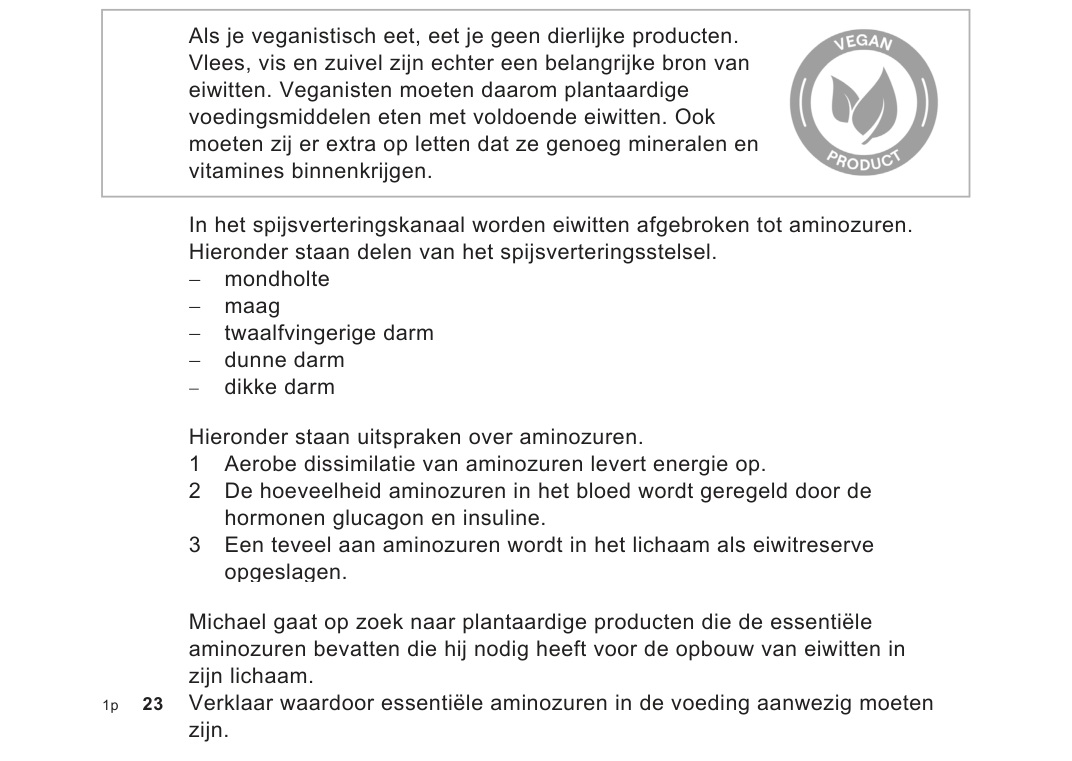 Als je veganistisch eet, eet je geen dierlijke producten.
Vlees, vis en zuivel zijn echter een belangrijke bron van
eiwitten. Veganisten moeten daarom plantaardige
voedingsmiddelen eten met voldoende eiwitten. Ook
moeten zij er extra op letten dat ze genoeg mineralen en
vitamines binnenkrijgen.
VEGAN
PRODUCT
In het spijsverteringskanaal worden eiwitten afgebroken tot aminozuren.
Hieronder staan delen van het spijsverteringsstelsel.
– mondholte
– maag
– twaalfvingerige darm
– dunne darm
– dikke darm
Hieronder staan uitspraken over aminozuren.
1 Aerobe dissimilatie van aminozuren levert energie op.
2 De hoeveelheid aminozuren in het bloed wordt geregeld door de
hormonen glucagon en insuline.
3 Een teveel aan aminozuren wordt in het lichaam als eiwitreserve
opgeslagen.
Michael gaat op zoek naar plantaardige producten die de essentiële
aminozuren bevatten die hij nodig heeft voor de opbouw van eiwitten in
zijn lichaam.
1p 23 Verklaar waardoor essentiële aminozuren in de voeding aanwezig moeten
zijn.